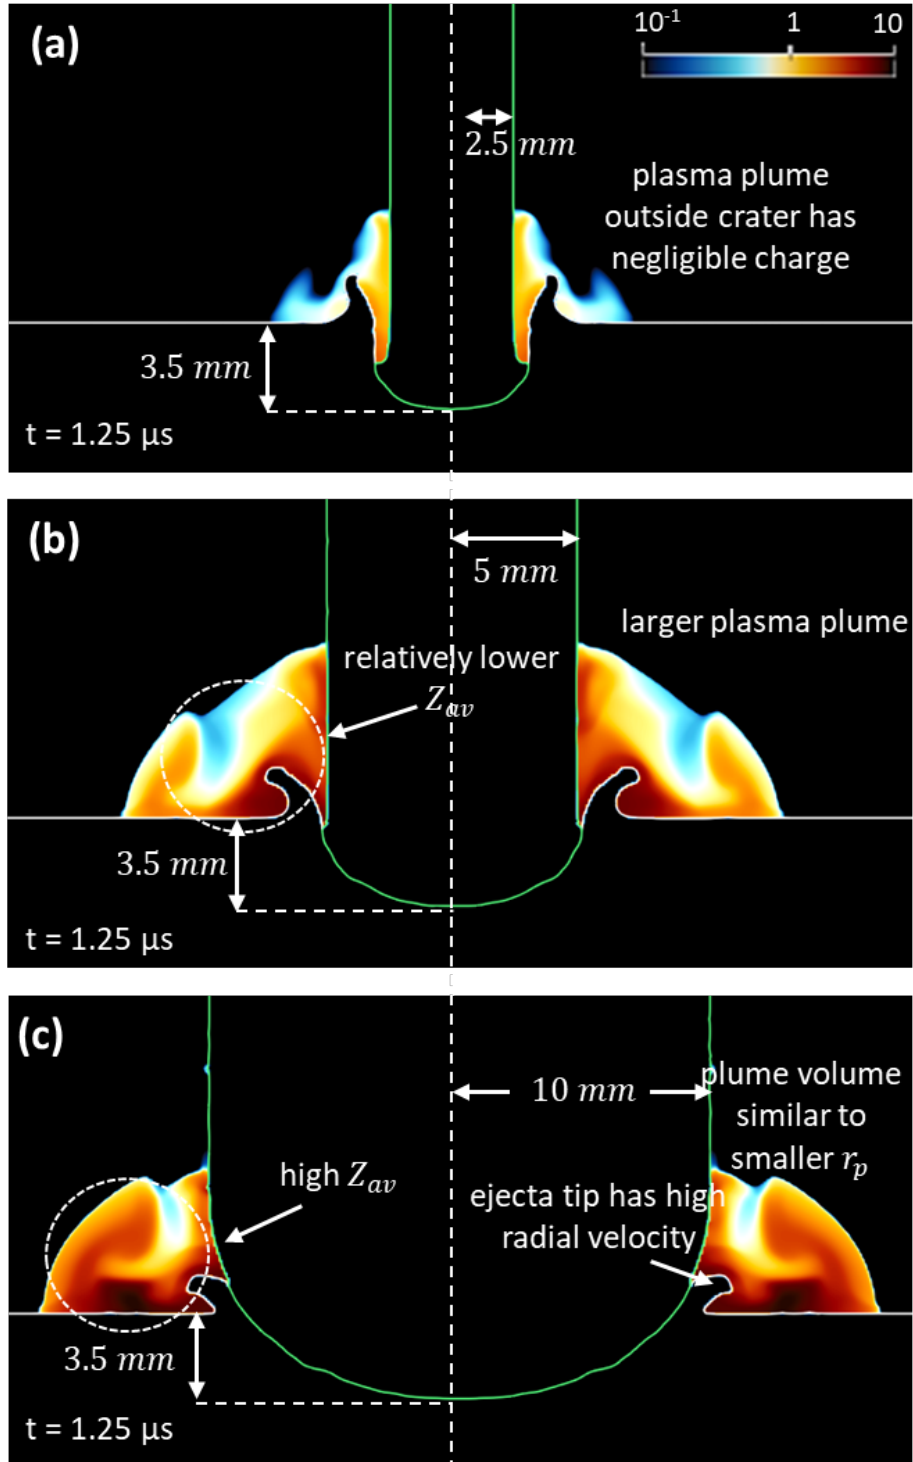 (a)
10⁻¹ 1 10
2.5 mm
plasma plume
outside crater has
negligible charge
3.5 mm
t = 1.25 μs
(b)
5 mm
larger plasma plume
relatively lower
Z_av
3.5 mm
t = 1.25 μs
(c)
10 mm
plume volume
similar to
smaller r_p
high Z_av
ejecta tip has high
radial velocity
3.5 mm
t = 1.25 μs